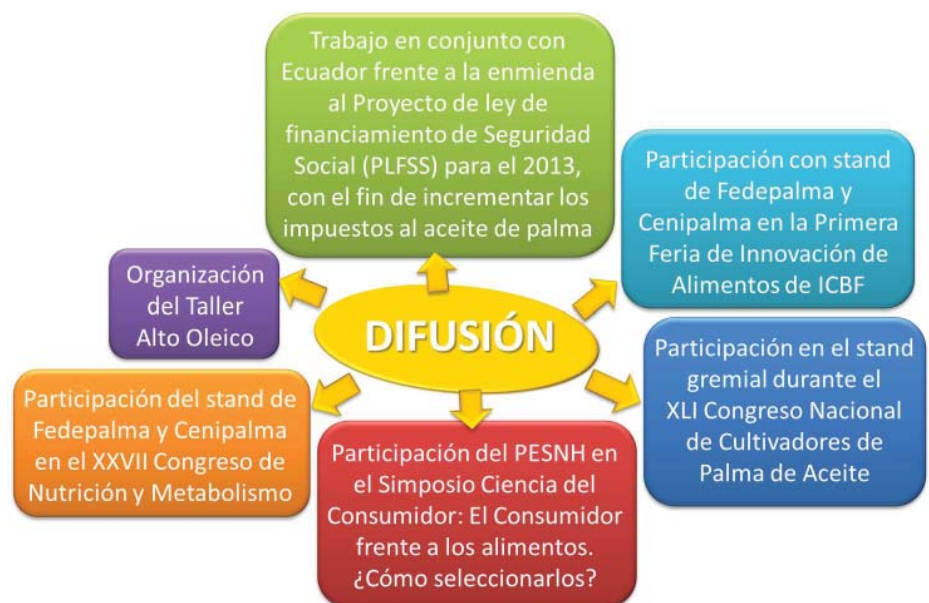 Trabajo en conjunto con
Ecuador frente a la enmienda
al Proyecto de ley de
financiamiento de Seguridad
Social (PLFSS) para el 2013,
con el fin de incrementar los
impuestos al aceite de palma
Participación con stand
de Fedepalma y
Cenipalma en la Primera
Feria de Innovación de
Alimentos de ICBF
Organización
del Taller
Alto Oleico
DIFUSIÓN
Participación en el stand
gremial durante el
XLI Congreso Nacional
de Cultivadores de
Palma de Aceite
Participación del stand de
Fedepalma y Cenipalma
en el XXVII Congreso de
Nutrición y Metabolismo
Participación del PESNH en
el Simposio Ciencia del
Consumidor: El Consumidor
frente a los alimentos.
¿Cómo seleccionarlos?